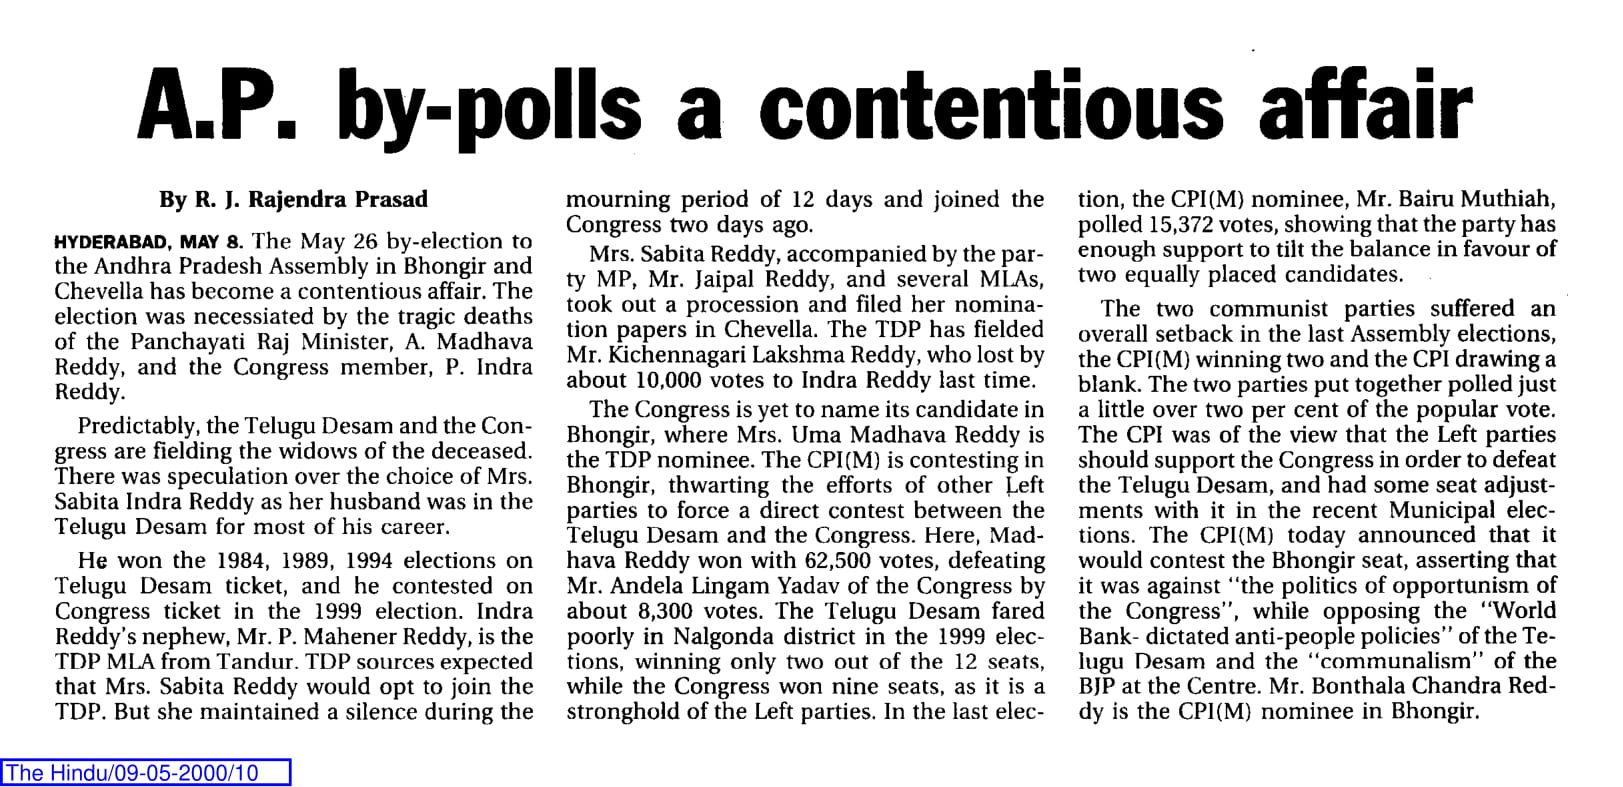 A.P. by-polls a contentious affair
By R. J. Rajendra Prasad
HYDERABAD, MAY 8. The May 26 by-election to
the Andhra Pradesh Assembly in Bhongir and
Chevella has become a contentious affair. The
election was necessiated by the tragic deaths
of the Panchayati Raj Minister, A. Madhava
Reddy, and the Congress member, P. Indra
Reddy.
Predictably, the Telugu Desam and the Con-
gress are fielding the widows of the deceased.
There was speculation over the choice of Mrs.
Sabita Indra Reddy as her husband was in the
Telugu Desam for most of his career.
He won the 1984, 1989, 1994 elections on
Telugu Desam ticket, and he contested on
Congress ticket in the 1999 election. Indra
Reddy's nephew, Mr. P. Mahener Reddy, is the
TDP MLA from Tandur. TDP sources expected
that Mrs. Sabita Reddy would opt to join the
TDP. But she maintained a silence during the
mourning period of 12 days and joined the
Congress two days ago.
Mrs. Sabita Reddy, accompanied by the par-
ty MP, Mr. Jaipal Reddy, and several MLAs,
took out a procession and filed her nomina-
tion papers in Chevella. The TDP has fielded
Mr. Kichennagari Lakshma Reddy, who lost by
about 10,000 votes to Indra Reddy last time.
The Congress is yet to name its candidate in
Bhongir, where Mrs. Uma Madhava Reddy is
the TDP nominee. The CPI(M) is contesting in
Bhongir, thwarting the efforts of other Left
parties to force a direct contest between the
Telugu Desam and the Congress. Here, Mad-
hava Reddy won with 62,500 votes, defeating
Mr. Andela Lingam Yadav of the Congress by
about 8,300 votes. The Telugu Desam fared
poorly in Nalgonda district in the 1999 elec-
tions, winning only two out of the 12 seats,
while the Congress won nine seats, as it is a
stronghold of the Left parties. In the last elec-
tion, the CPI(M) nominee, Mr. Bairu Muthiah,
polled 15,372 votes, showing that the party has
enough support to tilt the balance in favour of
two equally placed candidates.
The two communist parties suffered an
overall setback in the last Assembly elections,
the CPI(M) winning two and the CPI drawing a
blank. The two parties put together polled just
a little over two per cent of the popular vote.
The CPI was of the view that the Left parties
should support the Congress in order to defeat
the Telugu Desam, and had some seat adjust-
ments with it in the recent Municipal elec-
tions. The CPI(M) today announced that it
would contest the Bhongir seat, asserting that
it was against "the politics of opportunism of
the Congress", while opposing the "World
Bank- dictated anti-people policies" of the Te-
lugu Desam and the "communalism" of the
BJP at the Centre. Mr. Bonthala Chandra Red-
dy is the CPI(M) nominee in Bhongir.
The Hindu/09-05-2000/10